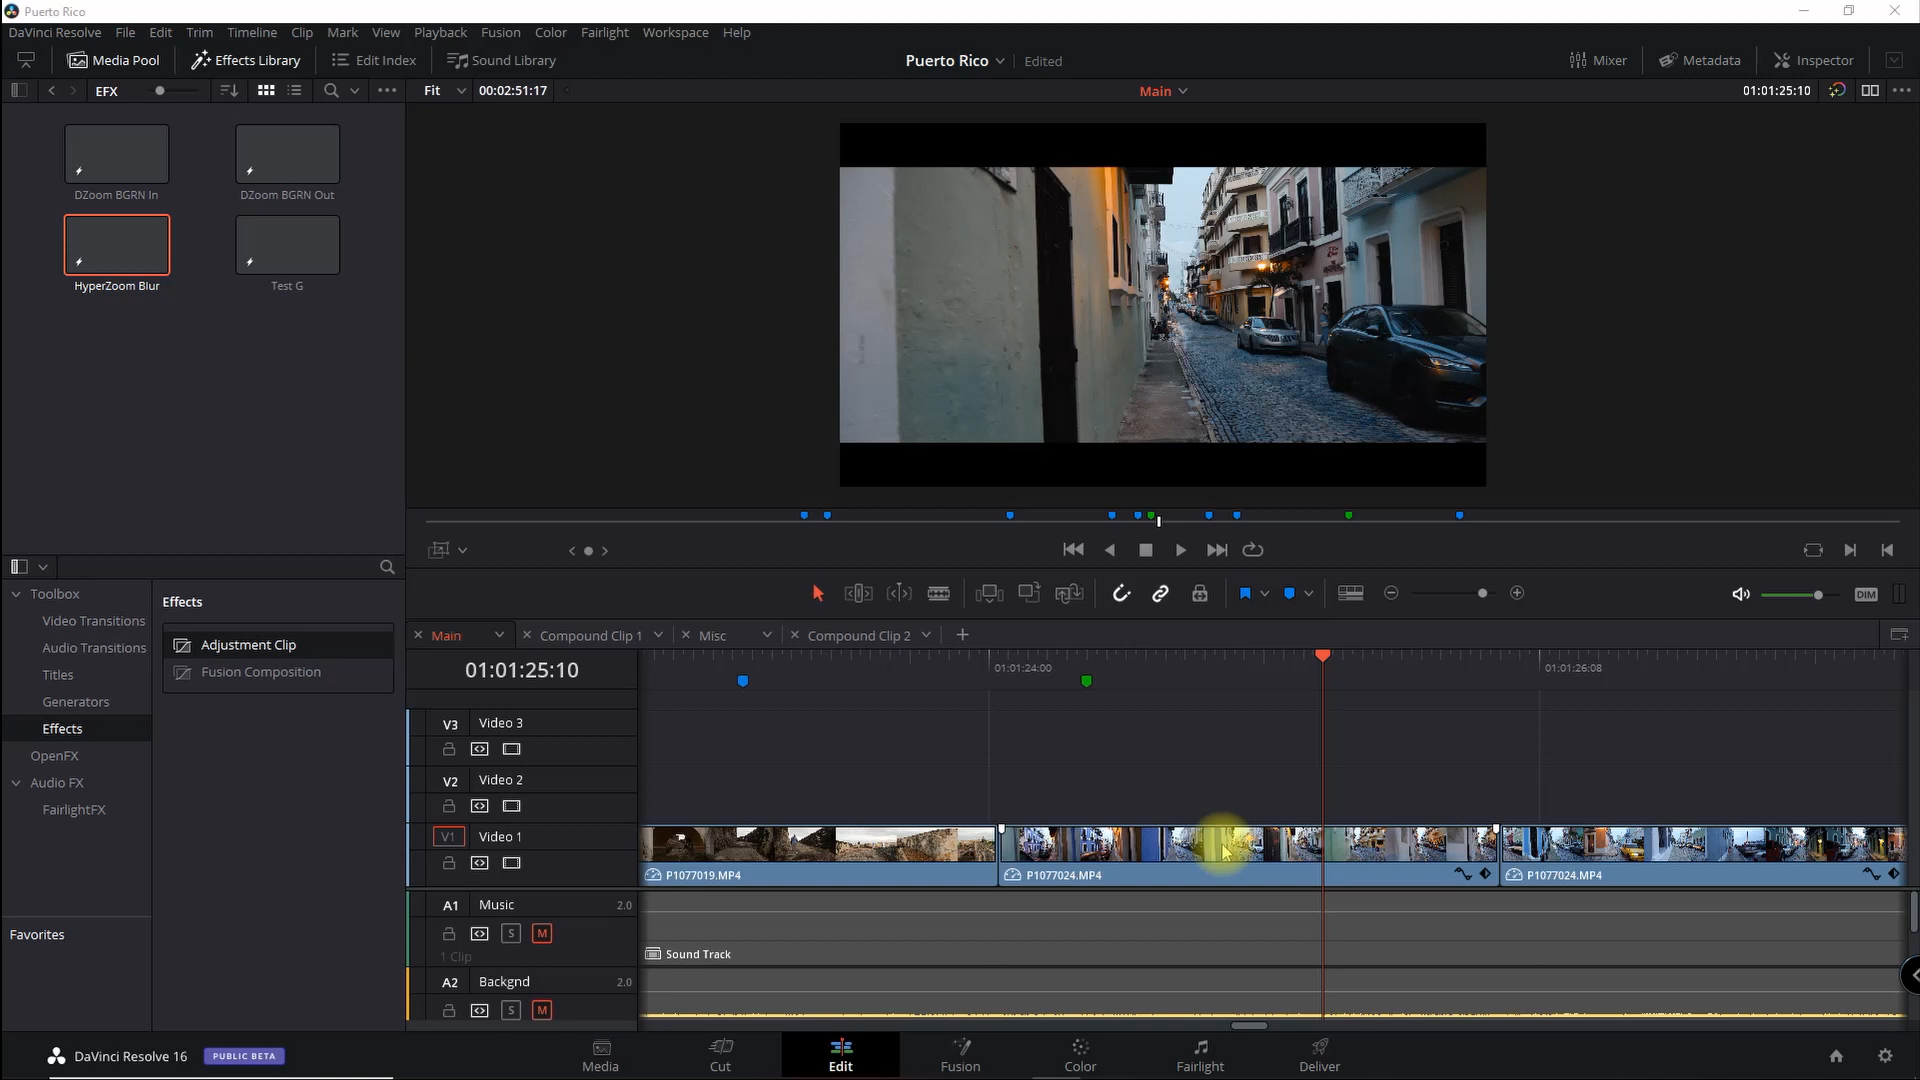 Puerto Rico
DaVinci Resolve File Edit Trim Timeline Clip Mark View Playback Fusion Color Fairlight Workspace Help
Media Pool Effects Library Edit Index Sound Library Puerto Rico Edited Mixer Metadata Inspector
EFX Fit 00:02:51:17 Main 01:01:25:10
DZoom BGRN In DZoom BGRN Out
HyperZoom Blur Test G
Toolbox
Video Transitions
Audio Transitions
Titles
Generators
Effects
OpenFX
Audio FX
FairlightFX
Favorites
Effects
Adjustment Clip
Fusion Composition
DIM
Main Compound Clip 1 Misc Compound Clip 2
01:01:25:10 01:01:24:00 01:01:26:08
V3 Video 3
V2 Video 2
V1 Video 1
P1077019.MP4 P1077024.MP4 P1077024.MP4
A1 Music 2.0
S M
1 Clip
Sound Track
A2 Backgnd 2.0
S M
DaVinci Resolve 16 PUBLIC BETA
Media Cut Edit Fusion Color Fairlight Deliver